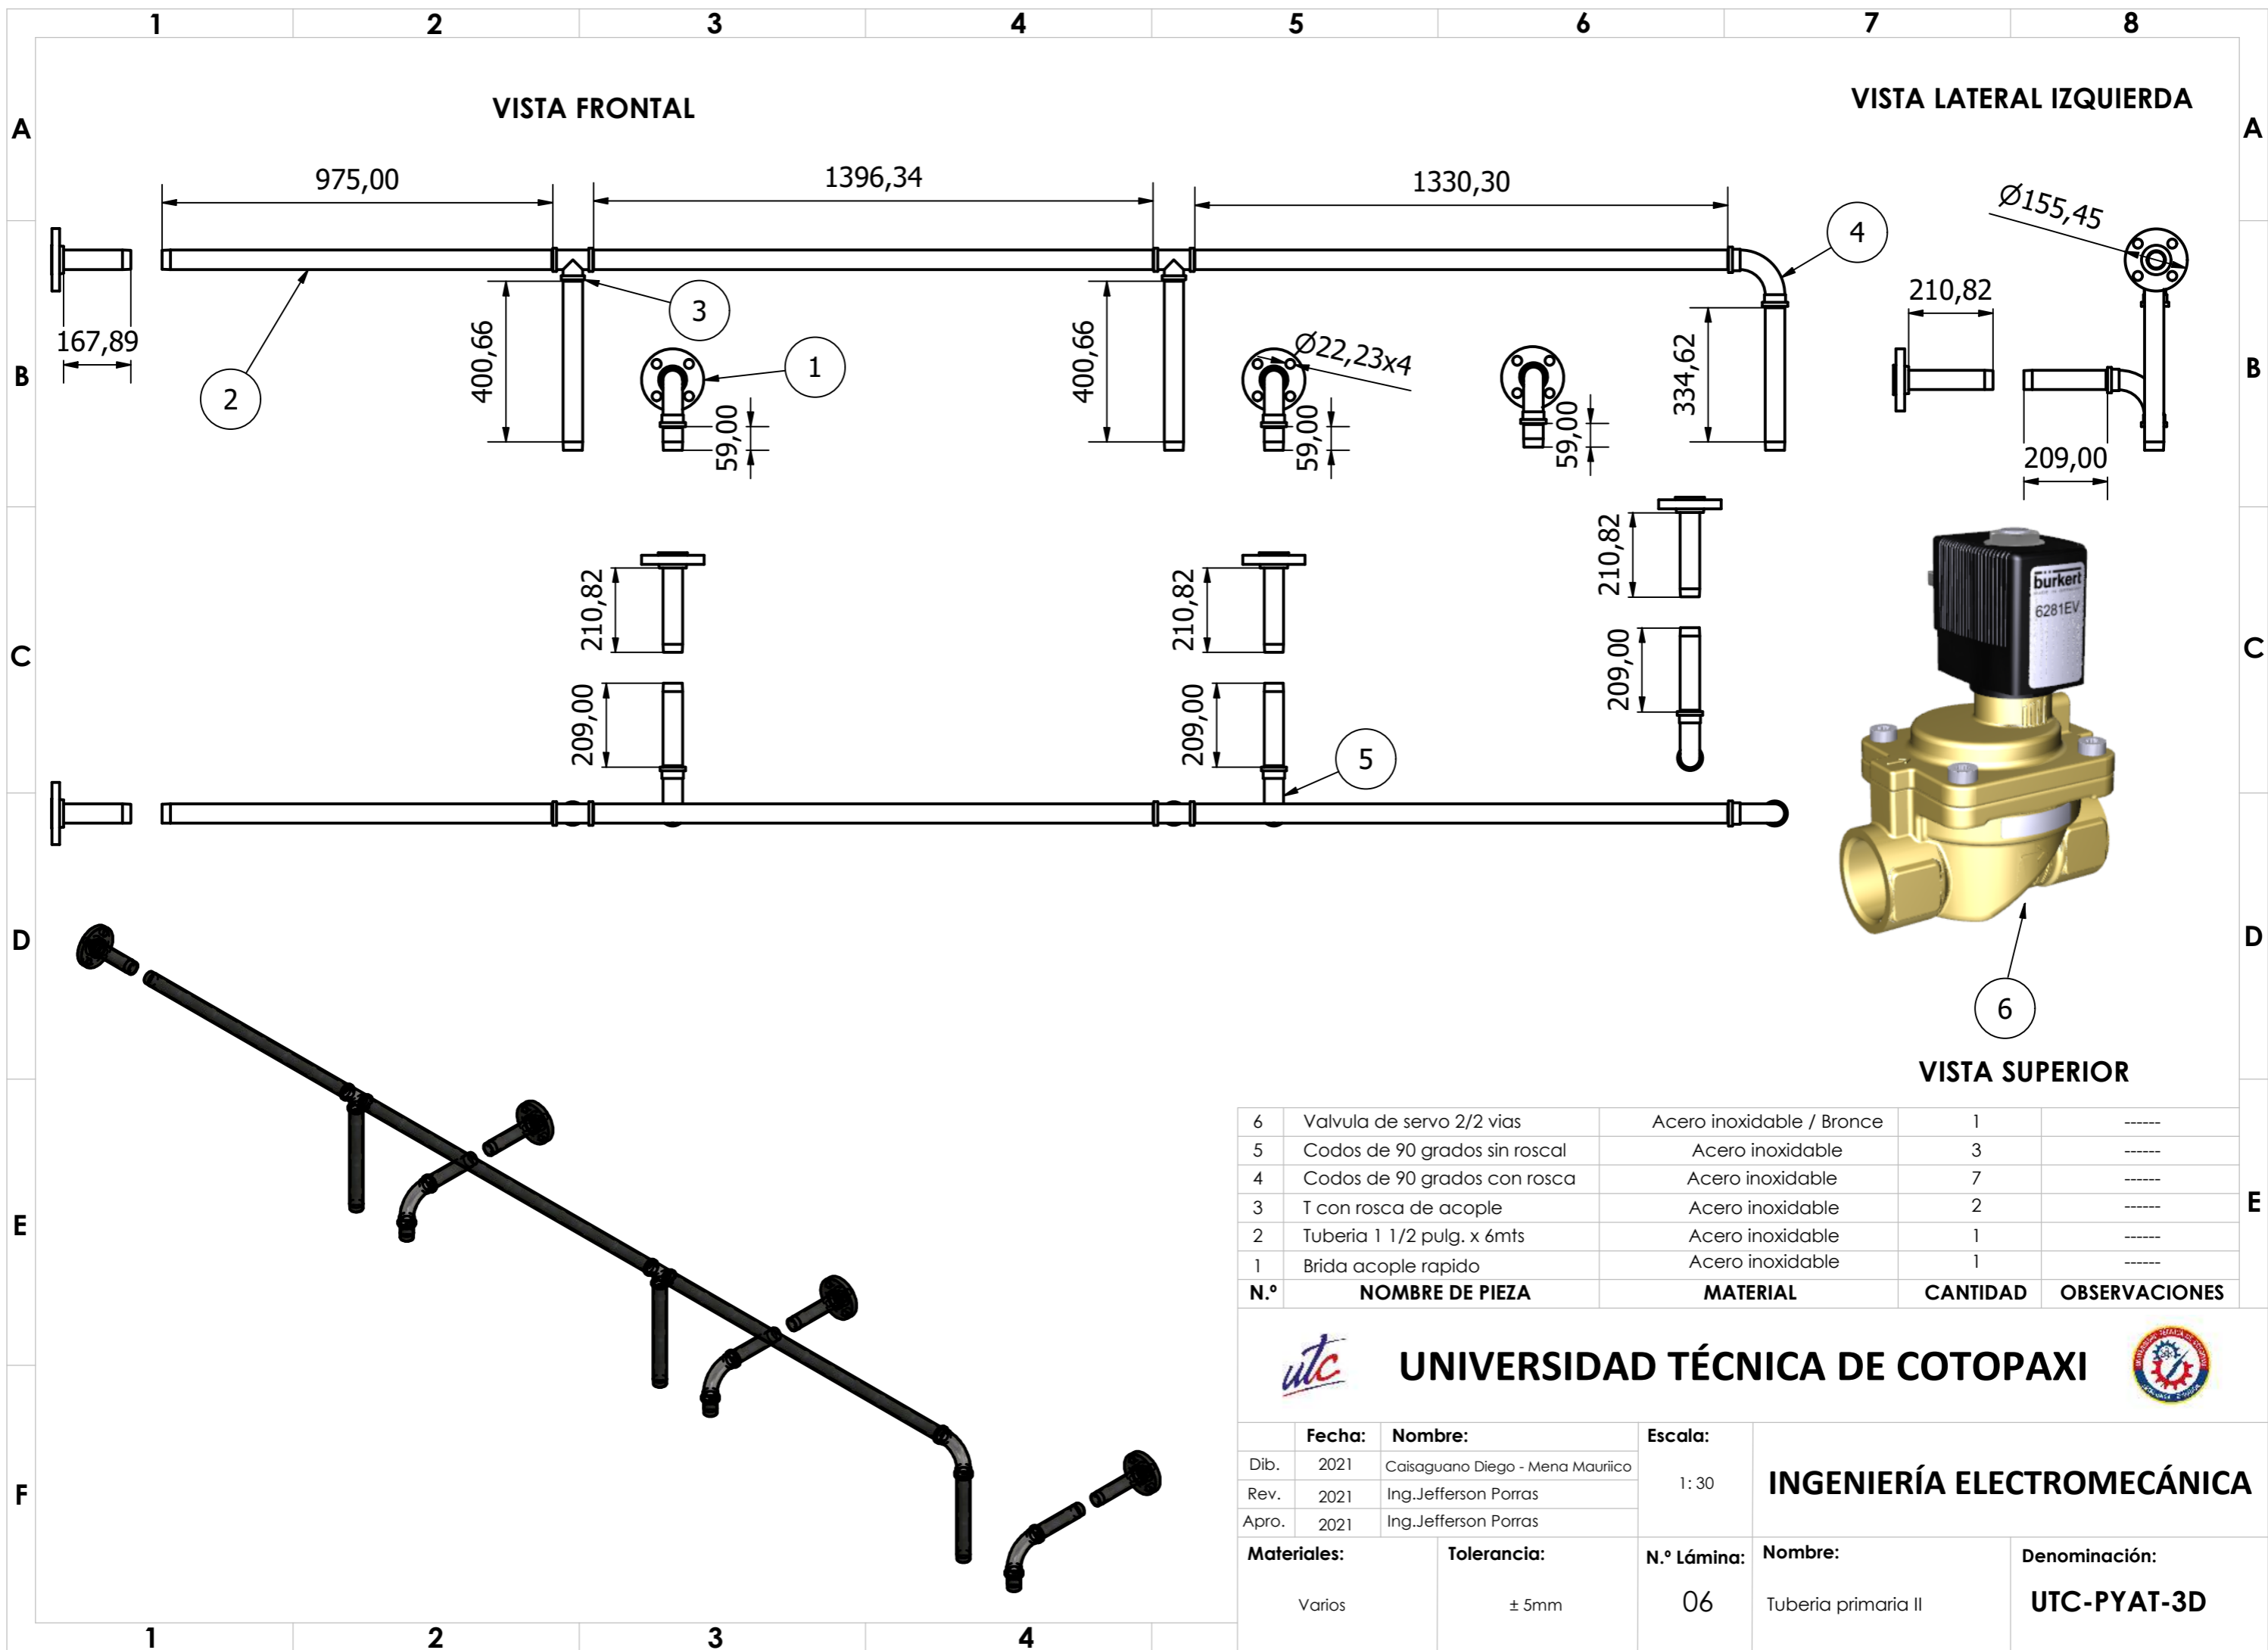 1 2 3 4 5 6 7 8
A A
B B
C C
D D
E E
F
1 2 3 4
VISTA FRONTAL
VISTA LATERAL IZQUIERDA
975,00
1396,34
1330,30
167,89
400,66
59,00
400,66
Ø22,23x4
59,00
59,00
334,62
2
3
1
4
Ø155,45
210,82
209,00
210,82
209,00
210,82
209,00
210,82
209,00
5
bürkert
6281EV
6
VISTA SUPERIOR
6 Valvula de servo 2/2 vias Acero inoxidable / Bronce 1 ------
5 Codos de 90 grados sin roscal Acero inoxidable 3 ------
4 Codos de 90 grados con rosca Acero inoxidable 7 ------
3 T con rosca de acople Acero inoxidable 2 ------
2 Tuberia 1 1/2 pulg. x 6mts Acero inoxidable 1 ------
1 Brida acople rapido Acero inoxidable 1 ------
N.º NOMBRE DE PIEZA MATERIAL CANTIDAD OBSERVACIONES
utc UNIVERSIDAD TÉCNICA DE COTOPAXI
Fecha: Nombre: Escala:
Dib. 2021 Caisaguano Diego - Mena Mauriico
Rev. 2021 Ing.Jefferson Porras
Apro. 2021 Ing.Jefferson Porras
1: 30
INGENIERÍA ELECTROMECÁNICA
Materiales: Tolerancia: N.º Lámina: Nombre: Denominación:
Varios ± 5mm 06 Tuberia primaria II UTC-PYAT-3D